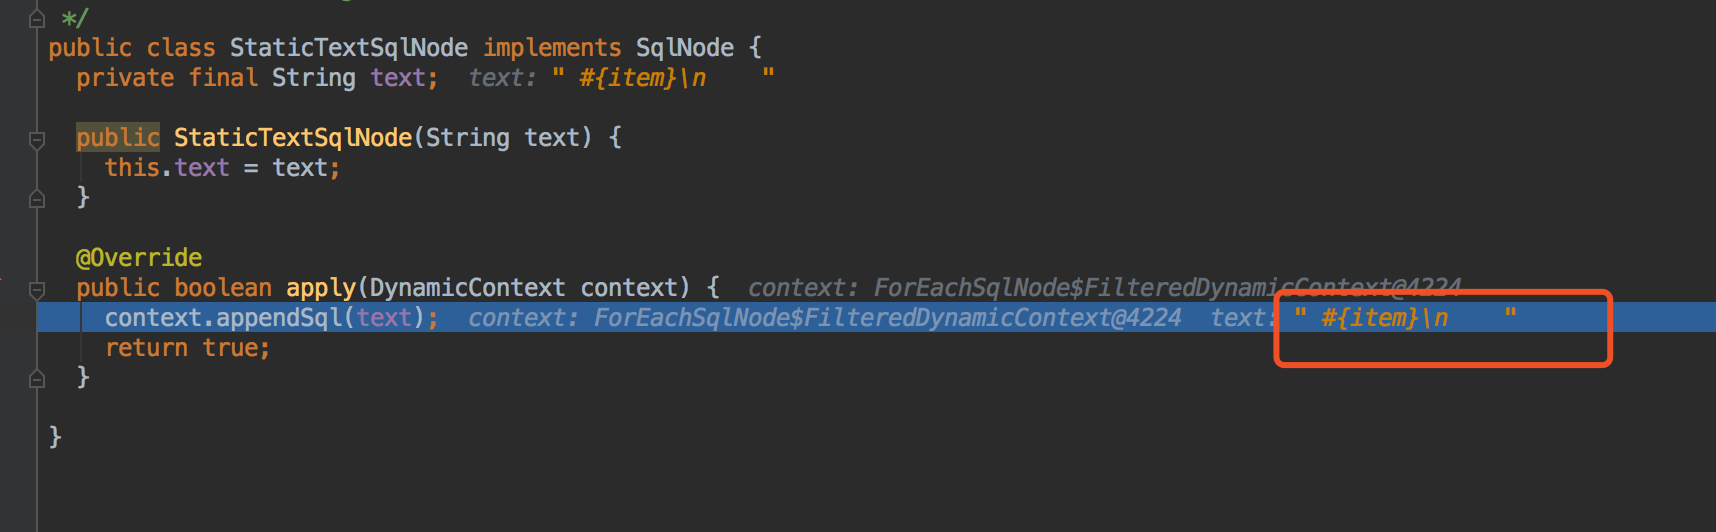 */
public class StaticTextSqlNode implements SqlNode {
private final String text; text: " #{item}\n    "
public StaticTextSqlNode(String text) {
this.text = text;
}
@Override
public boolean apply(DynamicContext context) { context: ForEachSqlNode$FilteredDynamicContext@4224
context.appendSql(text); context: ForEachSqlNode$FilteredDynamicContext@4224 text: " #{item}\n    "
return true;
}
}